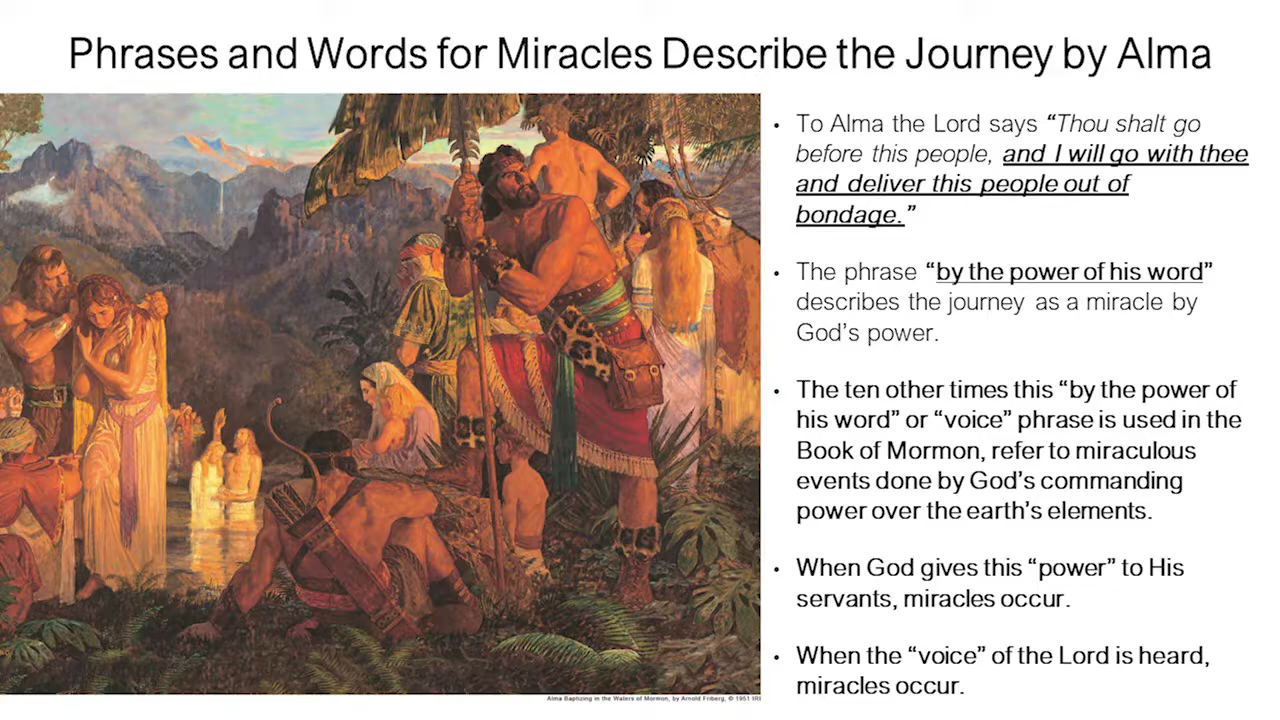 Phrases and Words for Miracles Describe the Journey by Alma
• To Alma the Lord says “Thou shalt go
before this people, and I will go with thee
and deliver this people out of
bondage.”
• The phrase “by the power of his word”
describes the journey as a miracle by
God’s power.
• The ten other times this “by the power of
his word” or “voice” phrase is used in the
Book of Mormon, refer to miraculous
events done by God’s commanding
power over the earth’s elements.
• When God gives this “power” to His
servants, miracles occur.
• When the “voice” of the Lord is heard,
miracles occur.
Alma Baptizing in the Waters of Mormon, by Arnold Friberg, © 1951 IRI